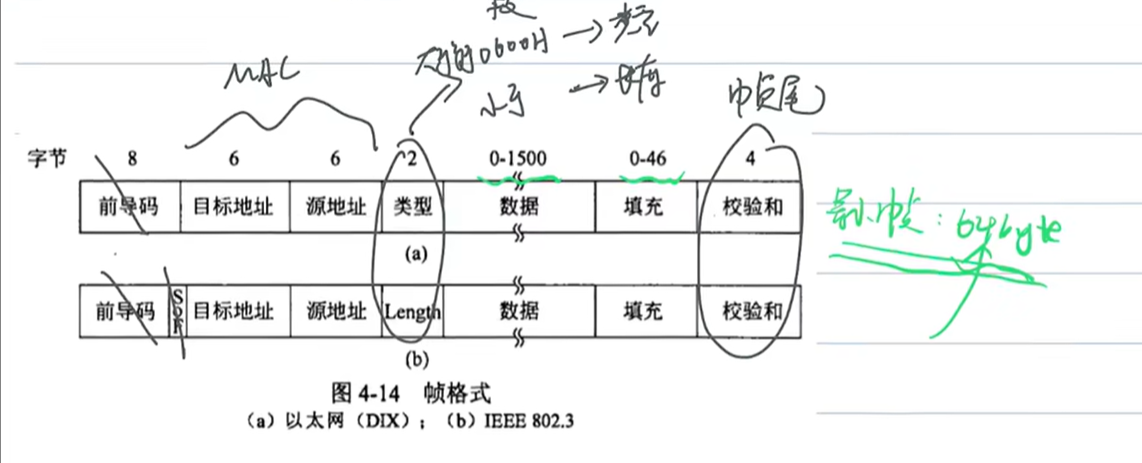 段
大于等于0600H → 类型
小于 → 长度
MAC
帧尾
字节 8 6 6 2 0-1500 0-46 4
前导码 目标地址 源地址 类型 数据 填充 校验和
最小帧：64byte
(a)
前导码 SoF 目标地址 源地址 Length 数据 填充 校验和
(b)
图 4-14 帧格式
（a）以太网（DIX）；（b）IEEE 802.3